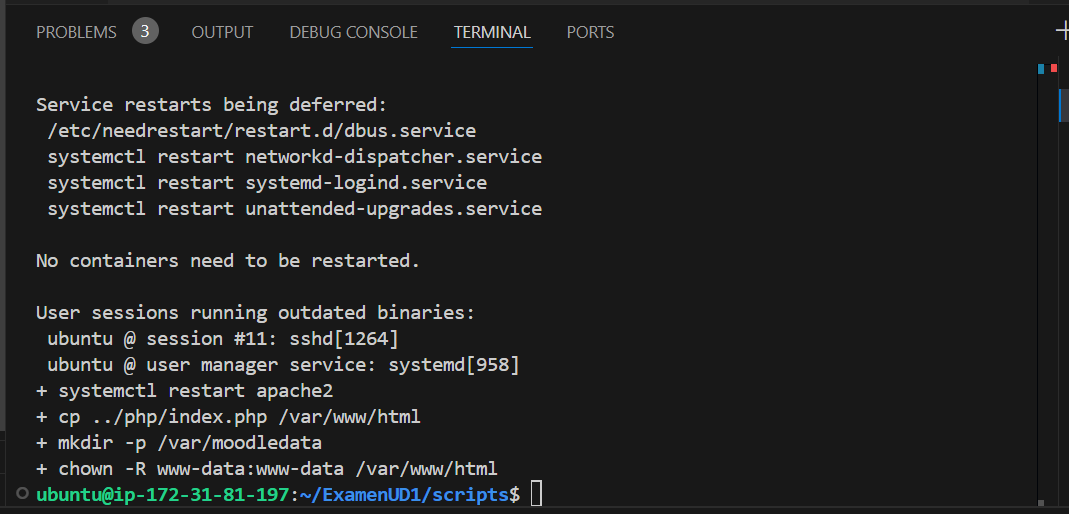 PROBLEMS 3 OUTPUT DEBUG CONSOLE TERMINAL PORTS
Service restarts being deferred:
/etc/needrestart/restart.d/dbus.service
systemctl restart networkd-dispatcher.service
systemctl restart systemd-logind.service
systemctl restart unattended-upgrades.service
No containers need to be restarted.
User sessions running outdated binaries:
ubuntu @ session #11: sshd[1264]
ubuntu @ user manager service: systemd[958]
+ systemctl restart apache2
+ cp ../php/index.php /var/www/html
+ mkdir -p /var/moodledata
+ chown -R www-data:www-data /var/www/html
ubuntu@ip-172-31-81-197:~/ExamenUD1/scripts$